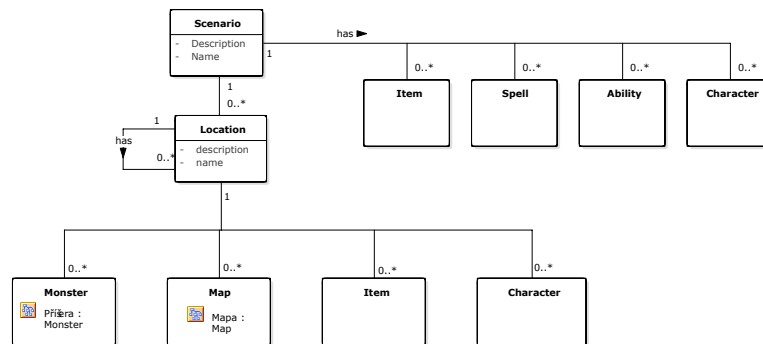 Scenario
- Description
- Name
has
1
0..*
0..*
0..*
0..*
Item
Spell
Ability
Character
1
0..*
Location
- description
- name
1
has
0..*
1
0..*
0..*
0..*
0..*
Monster
Příšera :
Monster
Map
Mapa :
Map
Item
Character